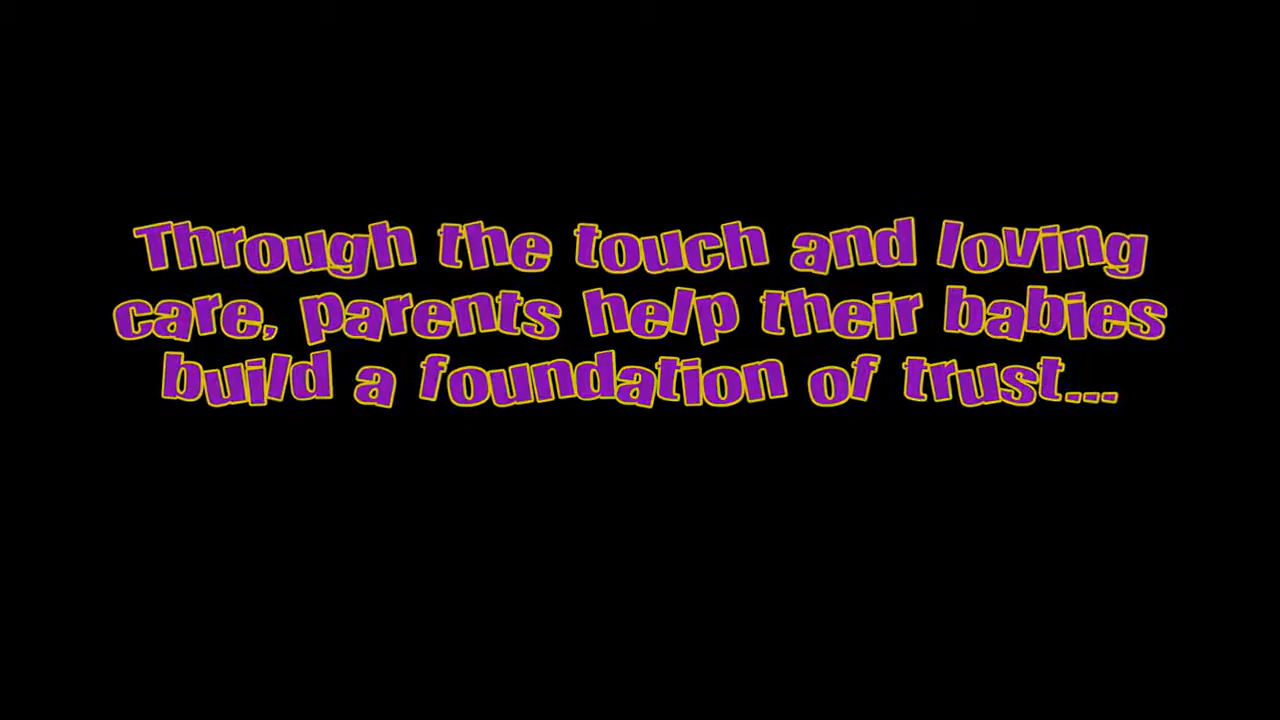 Through the touch and loving
care, parents help their babies
build a foundation of trust...